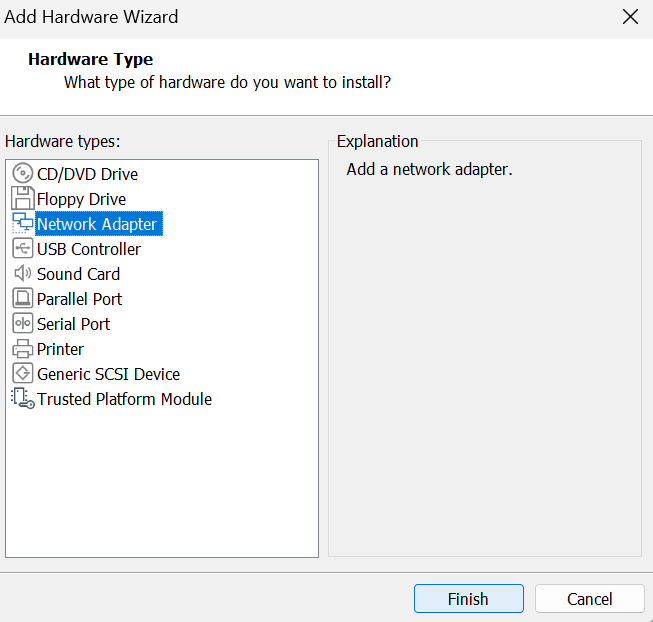 Add Hardware Wizard
Hardware Type
What type of hardware do you want to install?
Hardware types:
CD/DVD Drive
Floppy Drive
Network Adapter
USB Controller
Sound Card
Parallel Port
Serial Port
Printer
Generic SCSI Device
Trusted Platform Module
Explanation
Add a network adapter.
Finish
Cancel